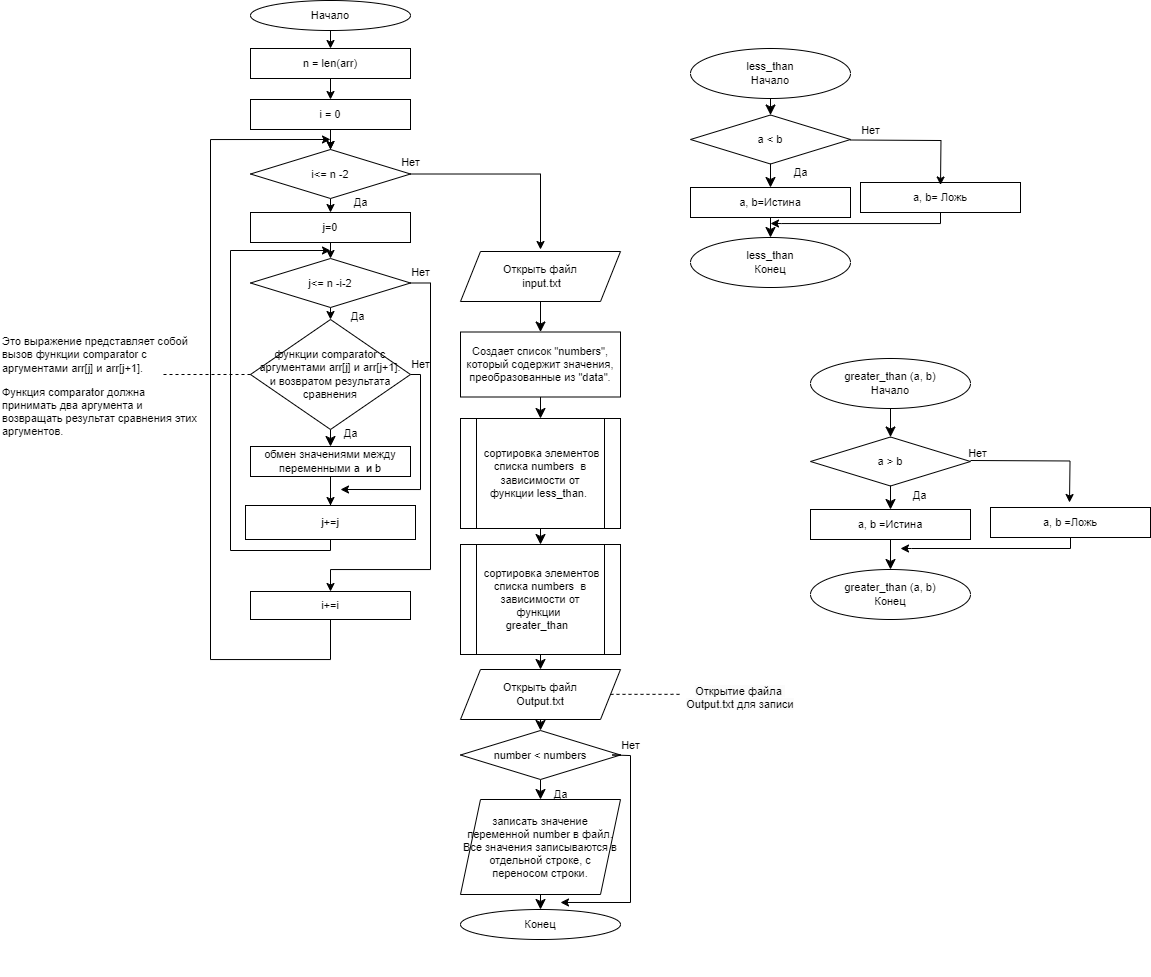 Начало
n = len(arr)
i = 0
i<= n -2
Нет
Да
j=0
j<= n -i-2
Нет
Да
функции comparator с
аргументами arr[j] и arr[j+1].
и возвратом результата
сравнения
Нет
Да
Это выражение представляет собой
вызов функции comparator с
аргументами arr[j] и arr[j+1].
Функция comparator должна
принимать два аргумента и
возвращать результат сравнения этих
аргументов.
обмен значениями между
переменными a и b
j+=j
i+=i
Открыть файл
input.txt
Создает список "numbers",
который содержит значения,
преобразованные из "data".
сортировка элементов
списка numbers в
зависимости от
функции less_than.
сортировка элементов
списка numbers в
зависимости от
функции
greater_than
Открыть файл
Output.txt
Открытие файла
Output.txt для записи
number < numbers
Нет
Да
записать значение
переменной number в файл.
Все значения записываются в
отдельной строке, с
переносом строки.
Конец
less_than
Начало
a < b
Нет
Да
a, b=Истина
a, b= Ложь
less_than
Конец
greater_than (a, b)
Начало
a > b
Нет
Да
a, b =Истина
a, b =Ложь
greater_than (a, b)
Конец